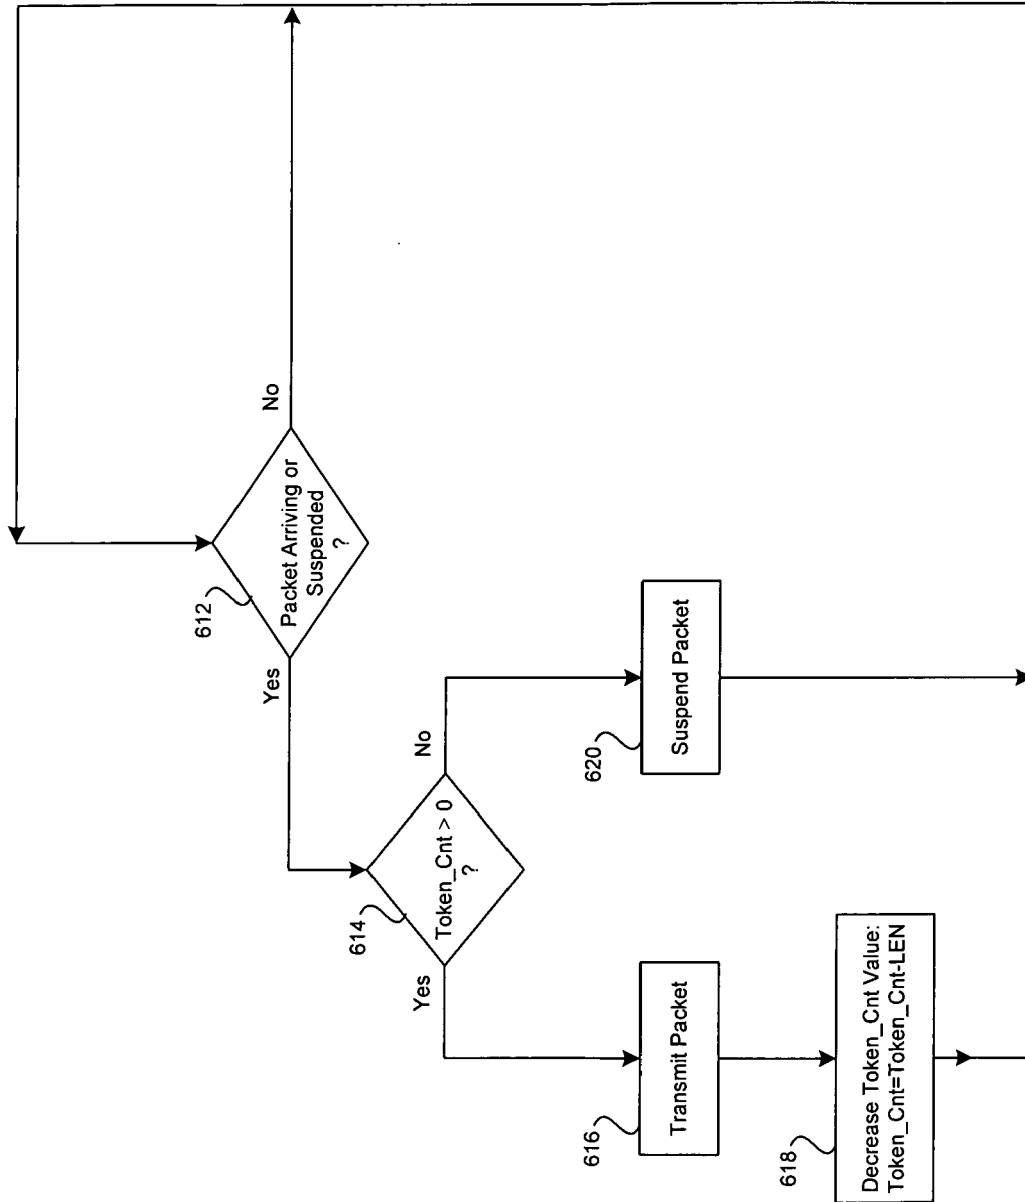 612
Packet Arriving or
Suspended
?
No
Yes
614
Token_Cnt > 0
?
No
Yes
620
Suspend Packet
616
Transmit Packet
618
Decrease Token_Cnt Value:
Token_Cnt=Token_Cnt-LEN